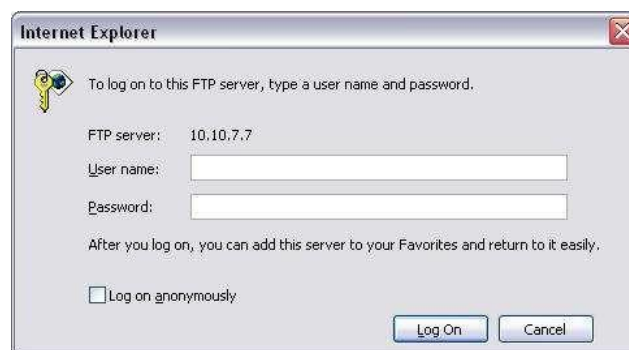 Internet Explorer
To log on to this FTP server, type a user name and password.
FTP server: 10.10.7.7
User name:
Password:
After you log on, you can add this server to your Favorites and return to it easily.
Log on anonymously
Log On Cancel